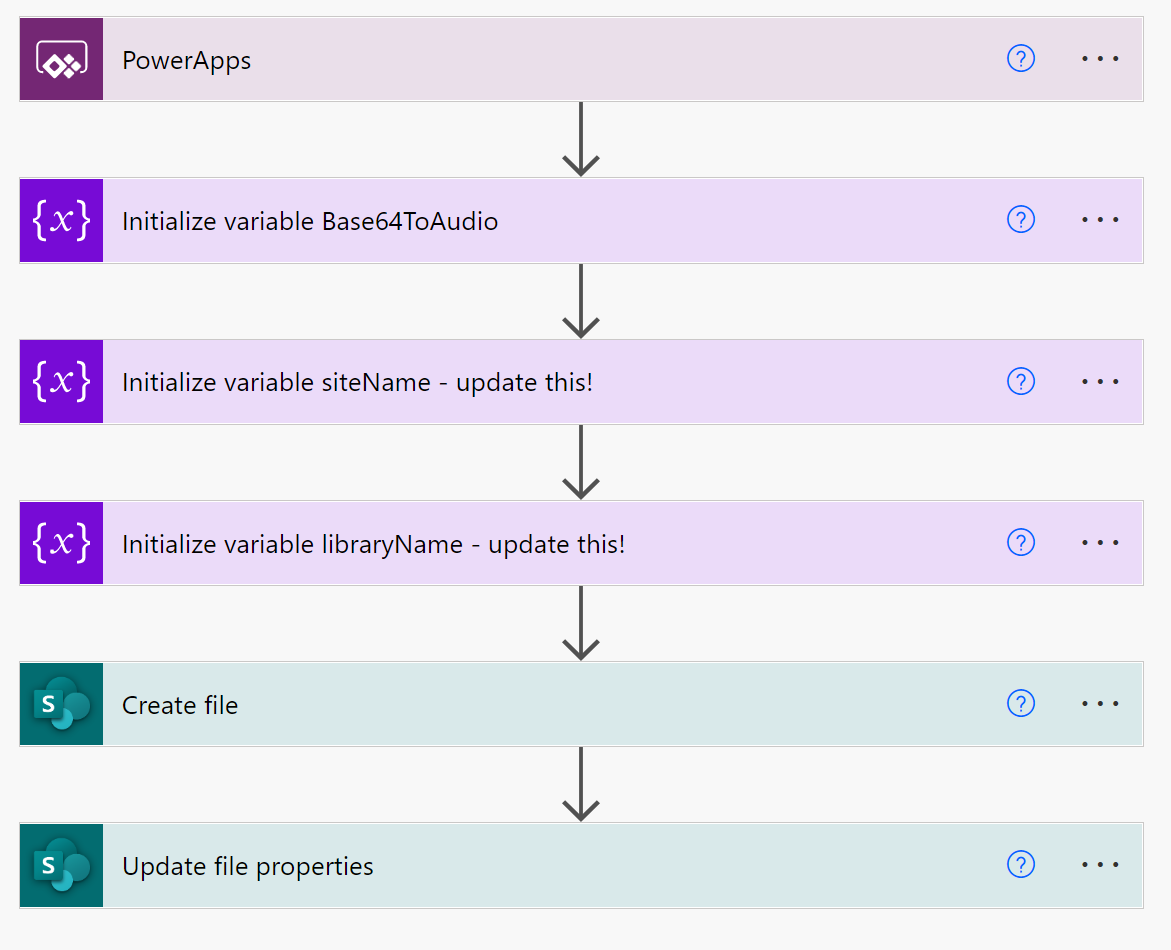 PowerApps
?
{x} Initialize variable Base64ToAudio
?
{x} Initialize variable siteName - update this!
?
{x} Initialize variable libraryName - update this!
?
S Create file
?
S Update file properties
?